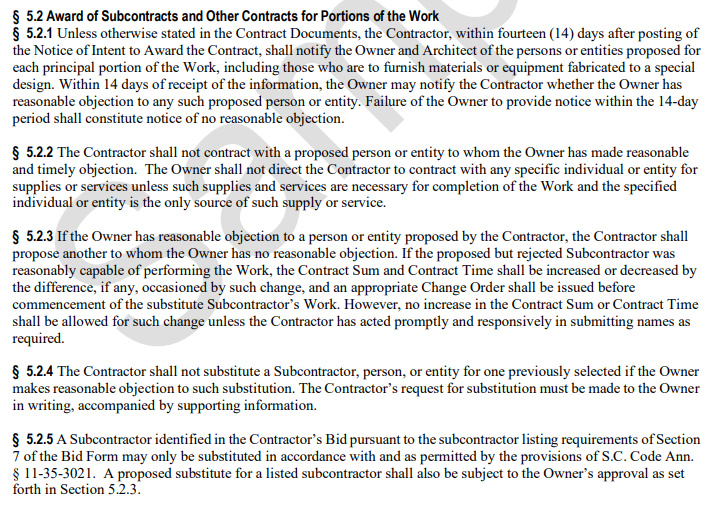 § 5.2 Award of Subcontracts and Other Contracts for Portions of the Work
§ 5.2.1 Unless otherwise stated in the Contract Documents, the Contractor, within fourteen (14) days after posting of
the Notice of Intent to Award the Contract, shall notify the Owner and Architect of the persons or entities proposed for
each principal portion of the Work, including those who are to furnish materials or equipment fabricated to a special
design. Within 14 days of receipt of the information, the Owner may notify the Contractor whether the Owner has
reasonable objection to any such proposed person or entity. Failure of the Owner to provide notice within the 14-day
period shall constitute notice of no reasonable objection.
§ 5.2.2 The Contractor shall not contract with a proposed person or entity to whom the Owner has made reasonable
and timely objection. The Owner shall not direct the Contractor to contract with any specific individual or entity for
supplies or services unless such supplies and services are necessary for completion of the Work and the specified
individual or entity is the only source of such supply or service.
§ 5.2.3 If the Owner has reasonable objection to a person or entity proposed by the Contractor, the Contractor shall
propose another to whom the Owner has no reasonable objection. If the proposed but rejected Subcontractor was
reasonably capable of performing the Work, the Contract Sum and Contract Time shall be increased or decreased by
the difference, if any, occasioned by such change, and an appropriate Change Order shall be issued before
commencement of the substitute Subcontractor's Work. However, no increase in the Contract Sum or Contract Time
shall be allowed for such change unless the Contractor has acted promptly and responsively in submitting names as
required.
§ 5.2.4 The Contractor shall not substitute a Subcontractor, person, or entity for one previously selected if the Owner
makes reasonable objection to such substitution. The Contractor's request for substitution must be made to the Owner
in writing, accompanied by supporting information.
§ 5.2.5 A Subcontractor identified in the Contractor's Bid pursuant to the subcontractor listing requirements of Section
7 of the Bid Form may only be substituted in accordance with and as permitted by the provisions of S.C. Code Ann.
§ 11-35-3021. A proposed substitute for a listed subcontractor shall also be subject to the Owner's approval as set
forth in Section 5.2.3.